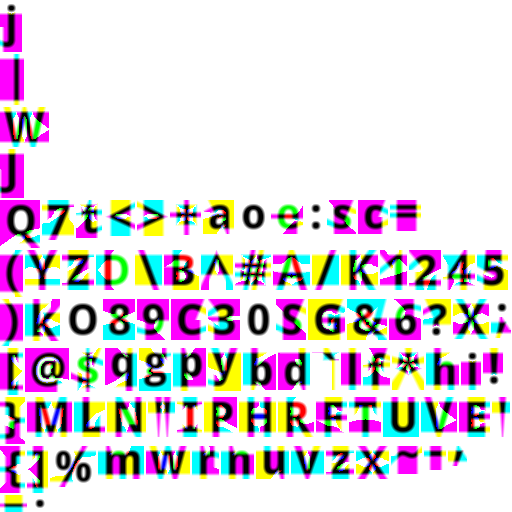 j
|
W
J
Q7t<>+aoe:sc=
(YZD\B^#A/K1245
)kO89C30SG&6?X;
[@$qgpybd`lf*hi!
}MLN"IPHRFTUVE'
{]%mwrnuvzx~-,
_.